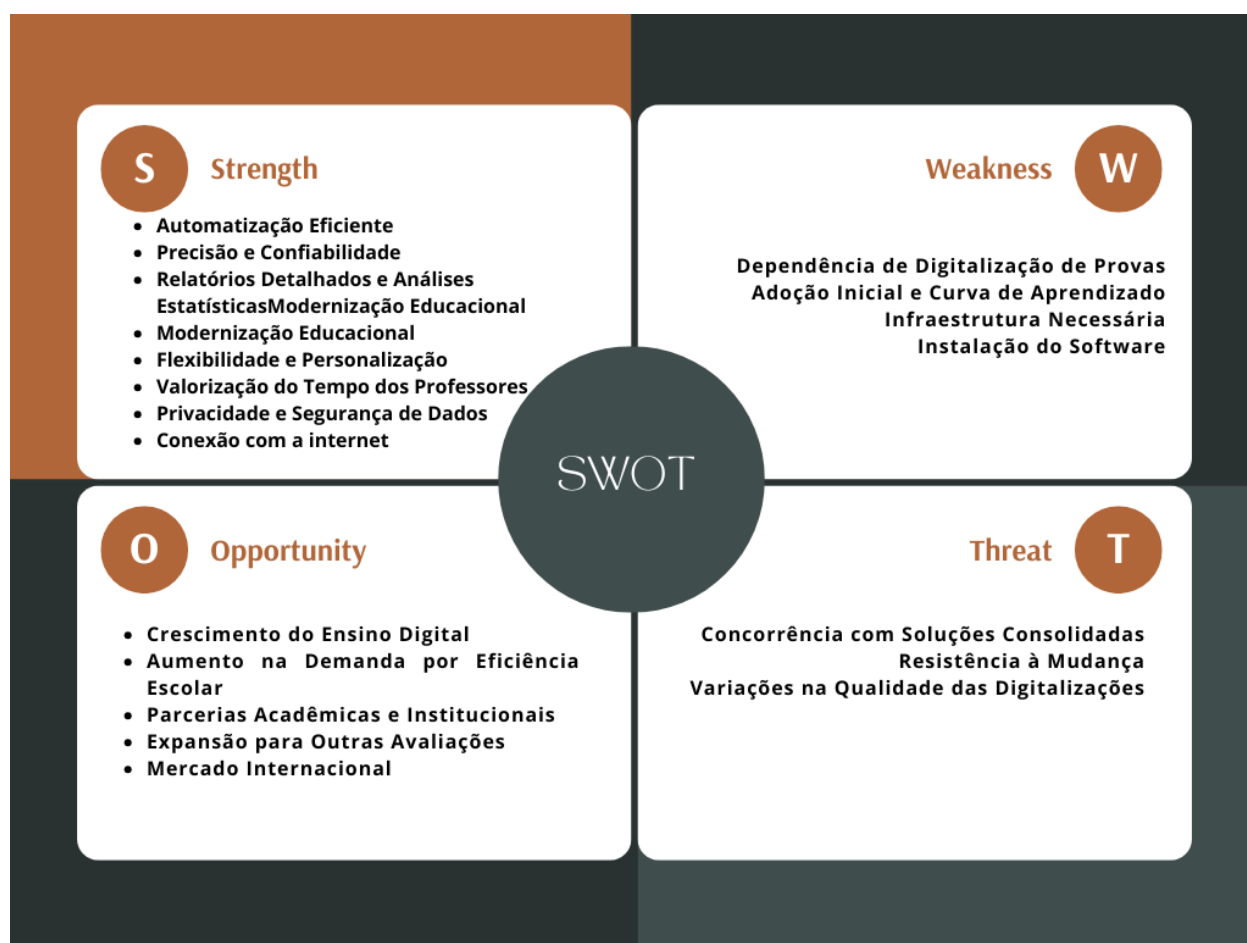 S
Strength
• Automatização Eficiente
• Precisão e Confiabilidade
• Relatórios Detalhados e Análises
EstatísticasModernização Educacional
• Modernização Educacional
• Flexibilidade e Personalização
• Valorização do Tempo dos Professores
• Privacidade e Segurança de Dados
• Conexão com a internet
Weakness
W
Dependência de Digitalização de Provas
Adoção Inicial e Curva de Aprendizado
Infraestrutura Necessária
Instalação do Software
SWOT
O
Opportunity
• Crescimento do Ensino Digital
• Aumento na Demanda por Eficiência
Escolar
• Parcerias Acadêmicas e Institucionais
• Expansão para Outras Avaliações
• Mercado Internacional
Threat
T
Concorrência com Soluções Consolidadas
Resistência à Mudança
Variações na Qualidade das Digitalizações